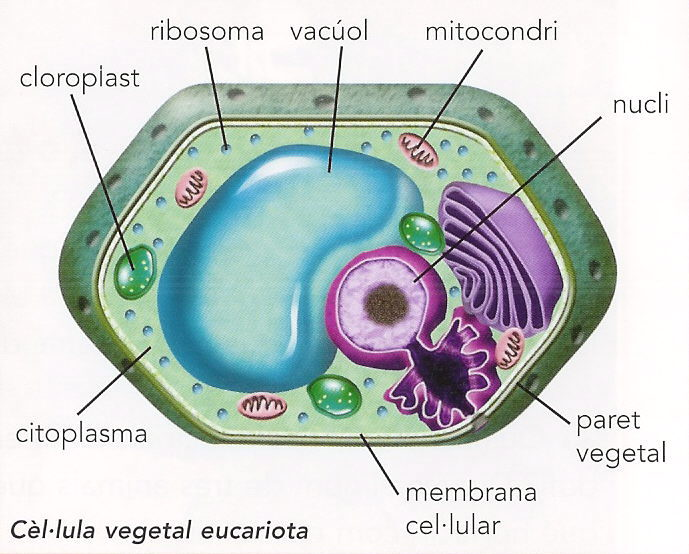 ribosoma
vacúol
mitocondri
cloroplast
nucli
citoplasma
paret
vegetal
membrana
cel·lular
Cèl·lula vegetal eucariota